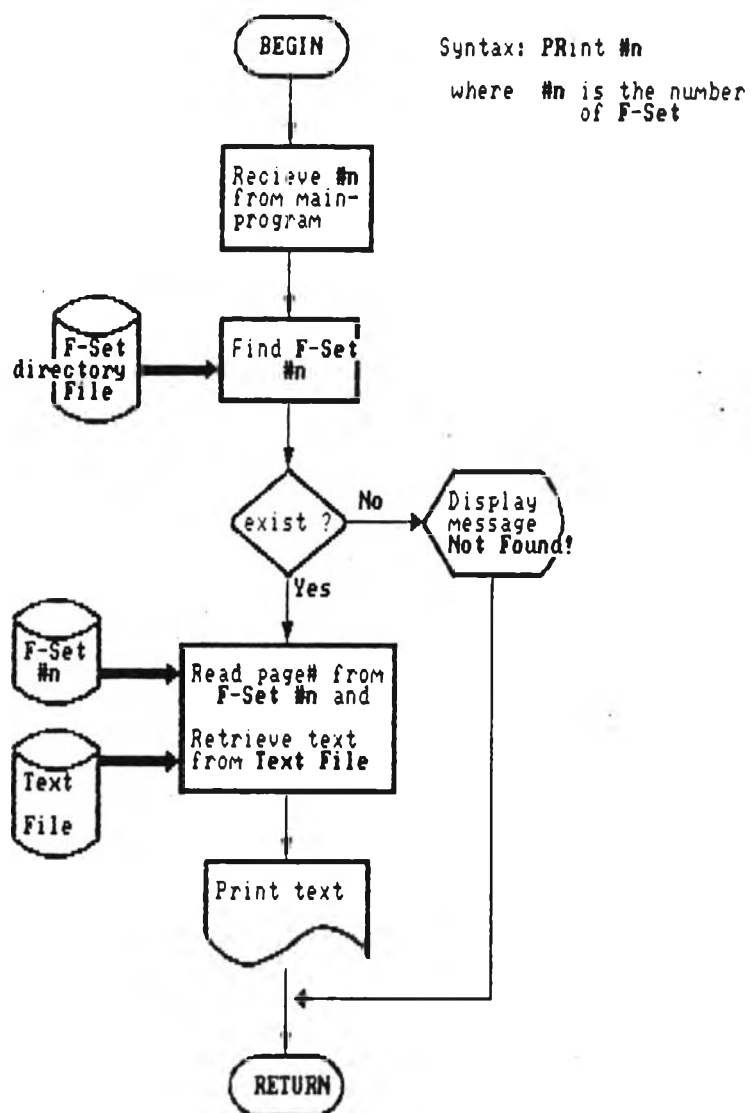 BEGIN
Syntax: PRint #n
where #n is the number
of F-Set
Recieve #n
from main-
program
F-Set
directory
File
Find F-Set
#n
exist ?
No
Display
message
Not Found!
Yes
F-Set
#n
Read page# from
F-Set #n and
Retrieve text
from Text File
Text
File
Print text
RETURN